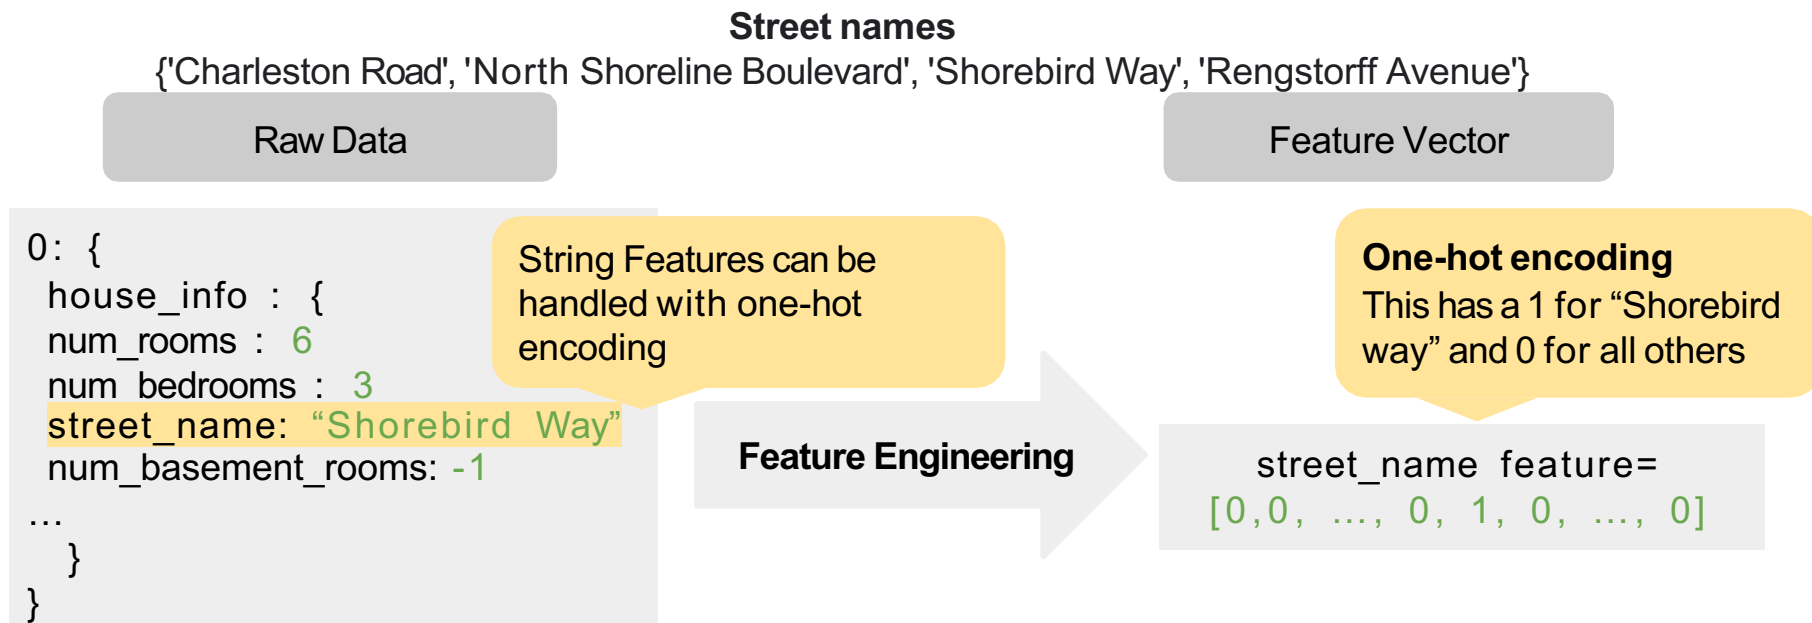 Street names
{'Charleston Road', 'North Shoreline Boulevard', 'Shorebird Way', 'Rengstorff Avenue'}
Raw Data
Feature Vector
0: {
house_info : {
num_rooms : 6
num bedrooms : 3
street_name: “Shorebird Way”
num_basement_rooms: -1
...
}
}
String Features can be
handled with one-hot
encoding
Feature Engineering
One-hot encoding
This has a 1 for “Shorebird
way” and 0 for all others
street_name feature=
[0,0, ..., 0, 1, 0, ..., 0]